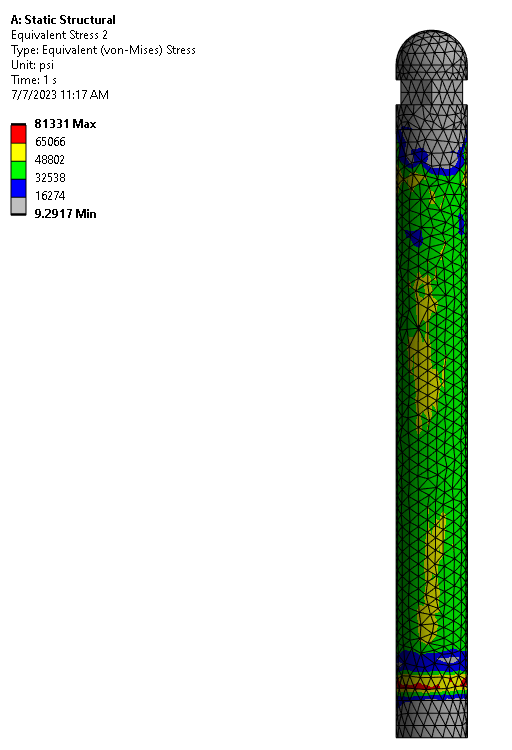 A: Static Structural
Equivalent Stress 2
Type: Equivalent (von-Mises) Stress
Unit: psi
Time: 1 s
7/7/2023 11:17 AM
81331 Max
65066
48802
32538
16274
9.2917 Min